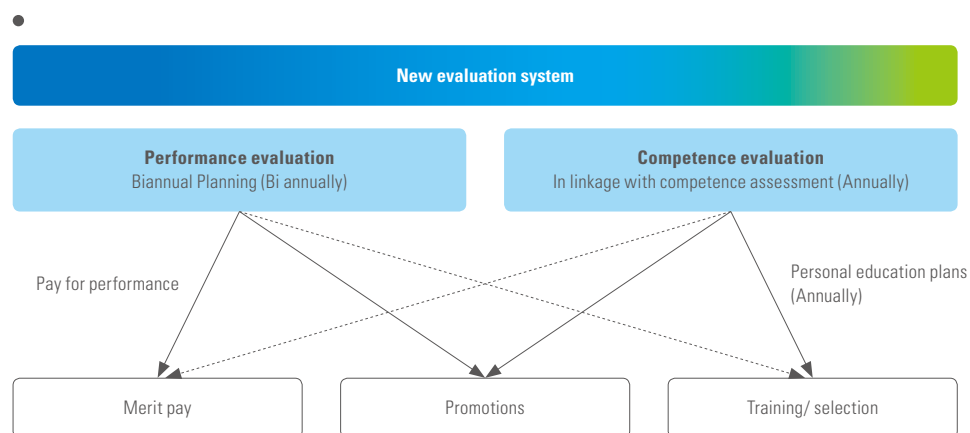 New evaluation system
Performance evaluation
Biannual Planning (Bi annually)
Competence evaluation
In linkage with competence assessment (Annually)
Pay for performance
Personal education plans
(Annually)
Merit pay
Promotions
Training/ selection